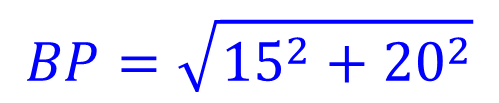 BP = √15² + 20²